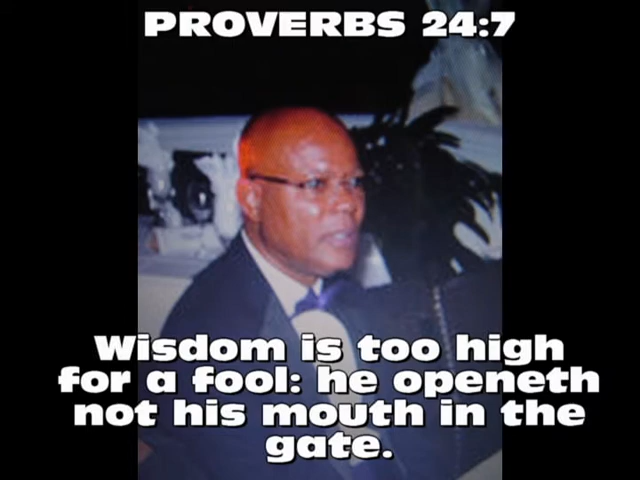 PROVERBS 24:7
Wisdom is too high
for a fool: he openeth
not his mouth in the
gate.